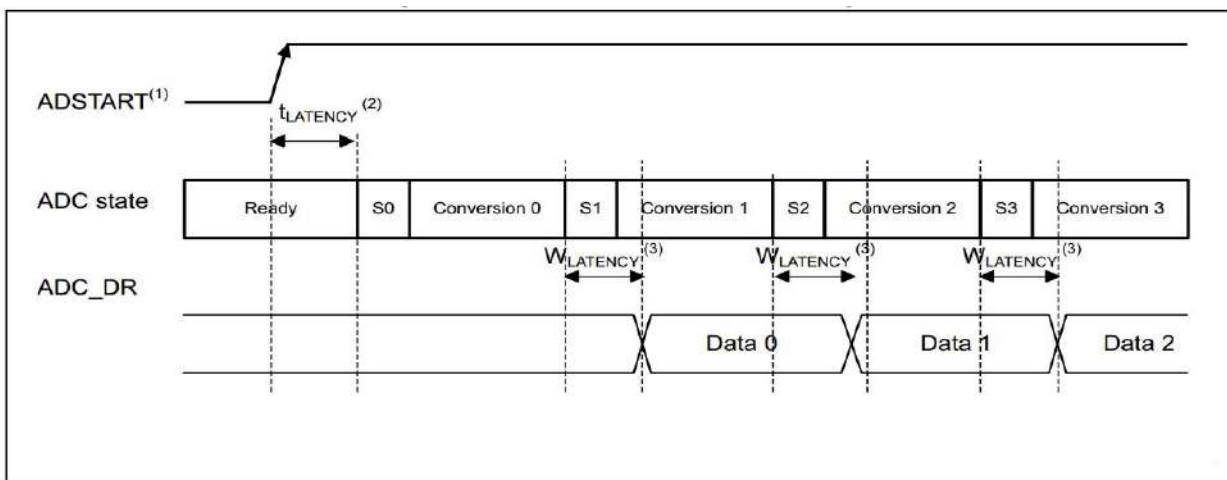 ADSTART(1)
tLATENCY (2)
ADC state
Ready S0 Conversion 0 S1 Conversion 1 S2 Conversion 2 S3 Conversion 3
WLATENCY(3) WLATENCY(3) WLATENCY(3)
ADC_DR
Data 0 Data 1 Data 2